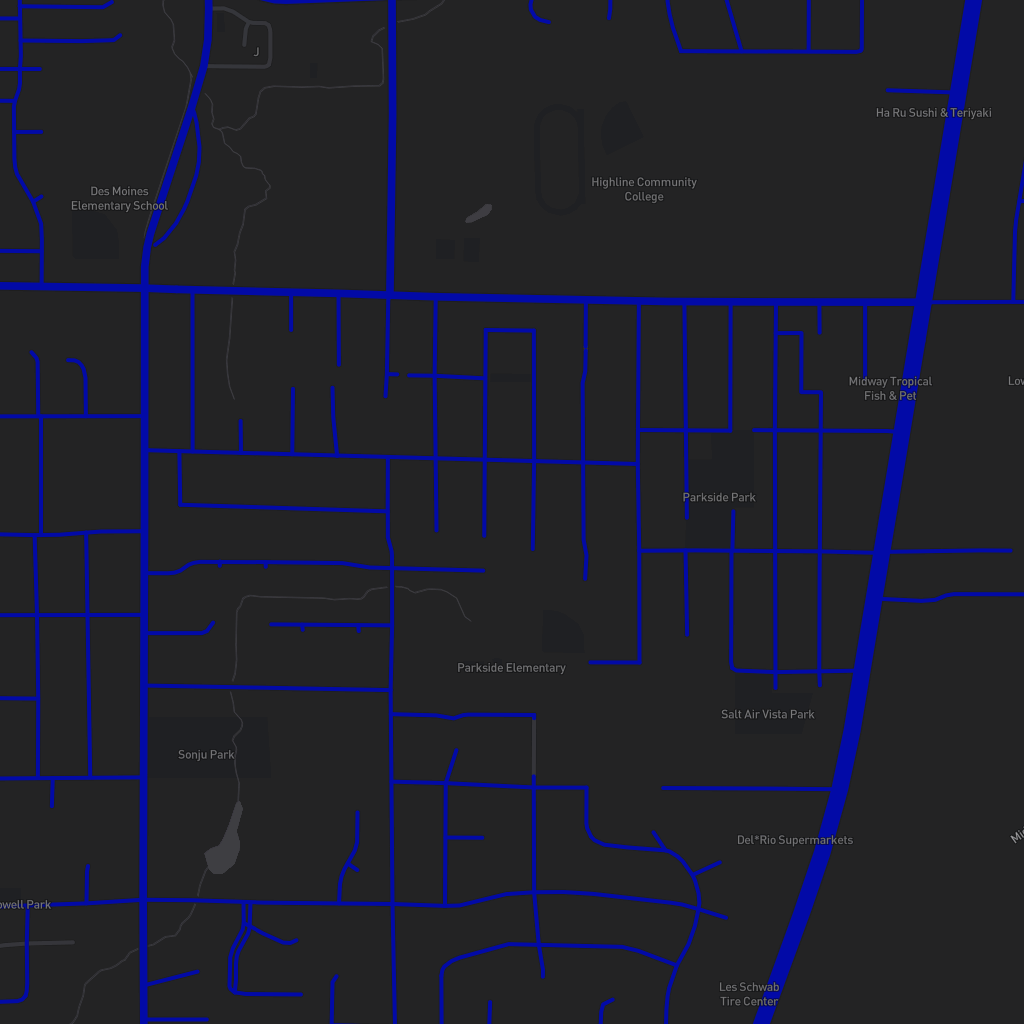 J
Ha Ru Sushi & Teriyaki
Des Moines
Elementary School
Highline Community
College
Midway Tropical
Fish & Pet
Parkside Park
Parkside Elementary
Salt Air Vista Park
Sonju Park
Del*Rio Supermarkets
Park
Les Schwab
Tire Center